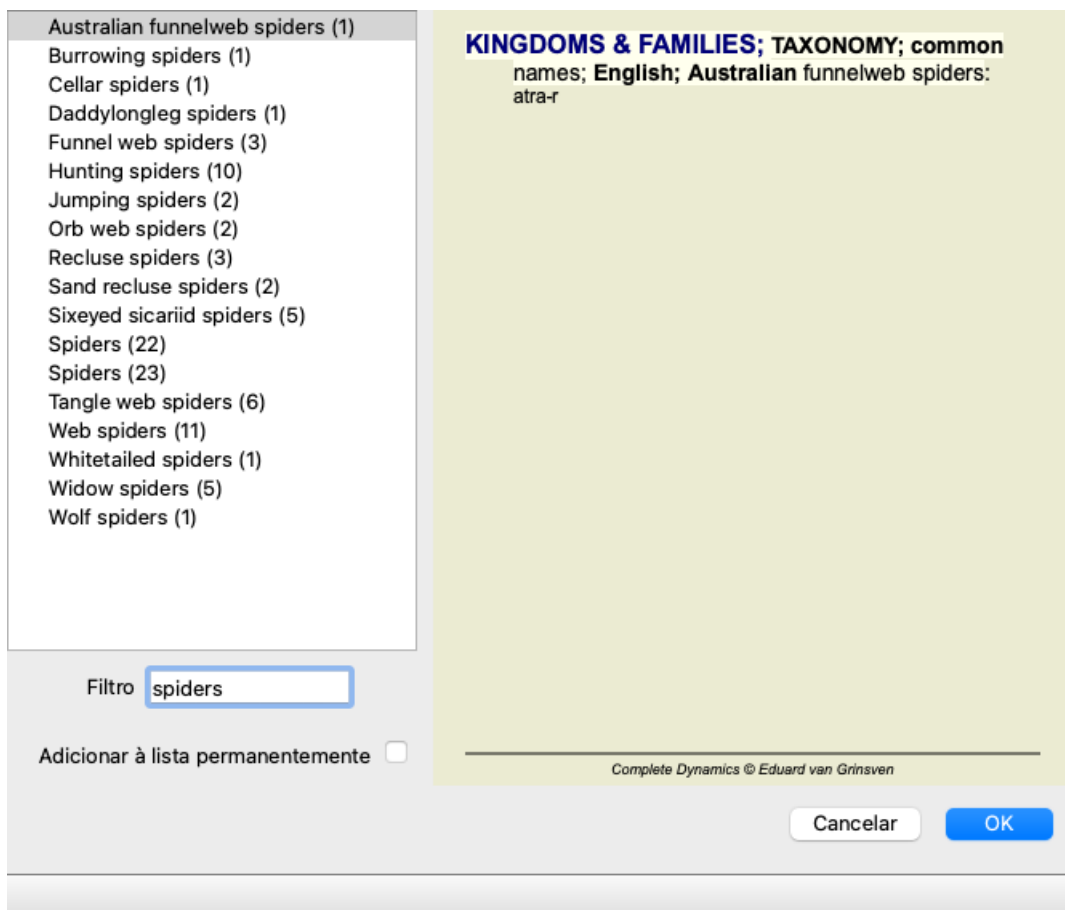 Australian funnelweb spiders (1)
Burrowing spiders (1)
Cellar spiders (1)
Daddylongleg spiders (1)
Funnel web spiders (3)
Hunting spiders (10)
Jumping spiders (2)
Orb web spiders (2)
Recluse spiders (3)
Sand recluse spiders (2)
Sixeyed sicariid spiders (5)
Spiders (22)
Spiders (23)
Tangle web spiders (6)
Web spiders (11)
Whitetailed spiders (1)
Widow spiders (5)
Wolf spiders (1)
Filtro spiders
Adicionar à lista permanentemente
KINGDOMS & FAMILIES; TAXONOMY; common
names; English; Australian funnelweb spiders:
atra-r
Complete Dynamics © Eduard van Grinsven
Cancelar
OK